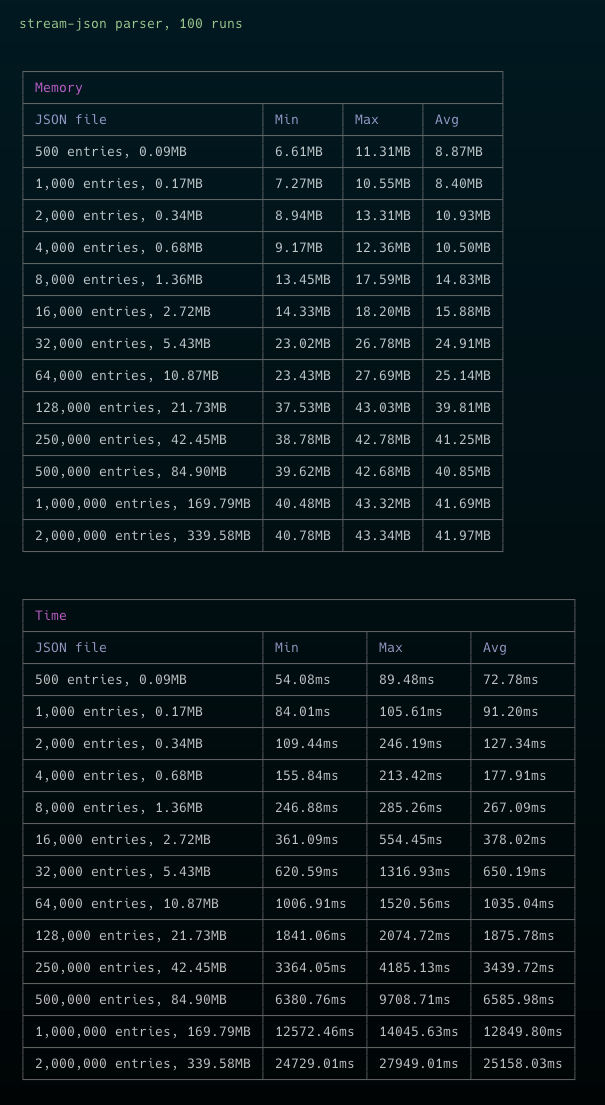 stream-json parser, 100 runs
Memory
JSON file Min Max Avg
500 entries, 0.09MB 6.61MB 11.31MB 8.87MB
1,000 entries, 0.17MB 7.27MB 10.55MB 8.40MB
2,000 entries, 0.34MB 8.94MB 13.31MB 10.93MB
4,000 entries, 0.68MB 9.17MB 12.36MB 10.50MB
8,000 entries, 1.36MB 13.45MB 17.59MB 14.83MB
16,000 entries, 2.72MB 14.33MB 18.20MB 15.88MB
32,000 entries, 5.43MB 23.02MB 26.78MB 24.91MB
64,000 entries, 10.87MB 23.43MB 27.69MB 25.14MB
128,000 entries, 21.73MB 37.53MB 43.03MB 39.81MB
250,000 entries, 42.45MB 38.78MB 42.78MB 41.25MB
500,000 entries, 84.90MB 39.62MB 42.68MB 40.85MB
1,000,000 entries, 169.79MB 40.48MB 43.32MB 41.69MB
2,000,000 entries, 339.58MB 40.78MB 43.34MB 41.97MB
Time
JSON file Min Max Avg
500 entries, 0.09MB 54.08ms 89.48ms 72.78ms
1,000 entries, 0.17MB 84.01ms 105.61ms 91.20ms
2,000 entries, 0.34MB 109.44ms 246.19ms 127.34ms
4,000 entries, 0.68MB 155.84ms 213.42ms 177.91ms
8,000 entries, 1.36MB 246.88ms 285.26ms 267.09ms
16,000 entries, 2.72MB 361.09ms 554.45ms 378.02ms
32,000 entries, 5.43MB 620.59ms 1316.93ms 650.19ms
64,000 entries, 10.87MB 1006.91ms 1520.56ms 1035.04ms
128,000 entries, 21.73MB 1841.06ms 2074.72ms 1875.78ms
250,000 entries, 42.45MB 3364.05ms 4185.13ms 3439.72ms
500,000 entries, 84.90MB 6380.76ms 9708.71ms 6585.98ms
1,000,000 entries, 169.79MB 12572.46ms 14045.63ms 12849.80ms
2,000,000 entries, 339.58MB 24729.01ms 27949.01ms 25158.03ms